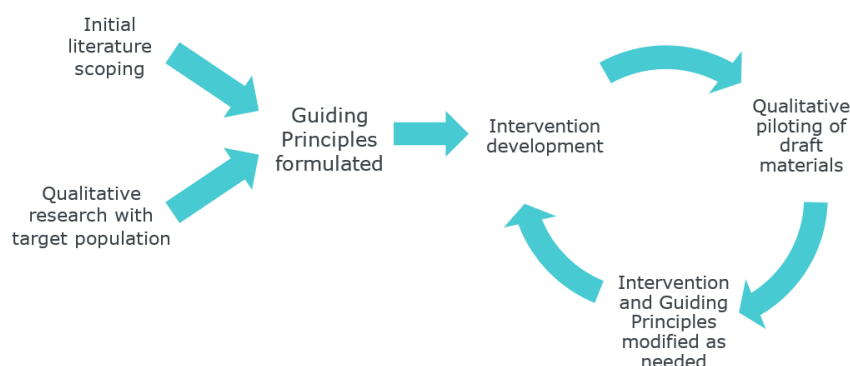 Initial
literature
scoping
Qualitative
research with
target population
Guiding
Principles
formulated
Intervention
development
Qualitative
piloting of
draft
materials
Intervention
and Guiding
Principles
modified as
needed